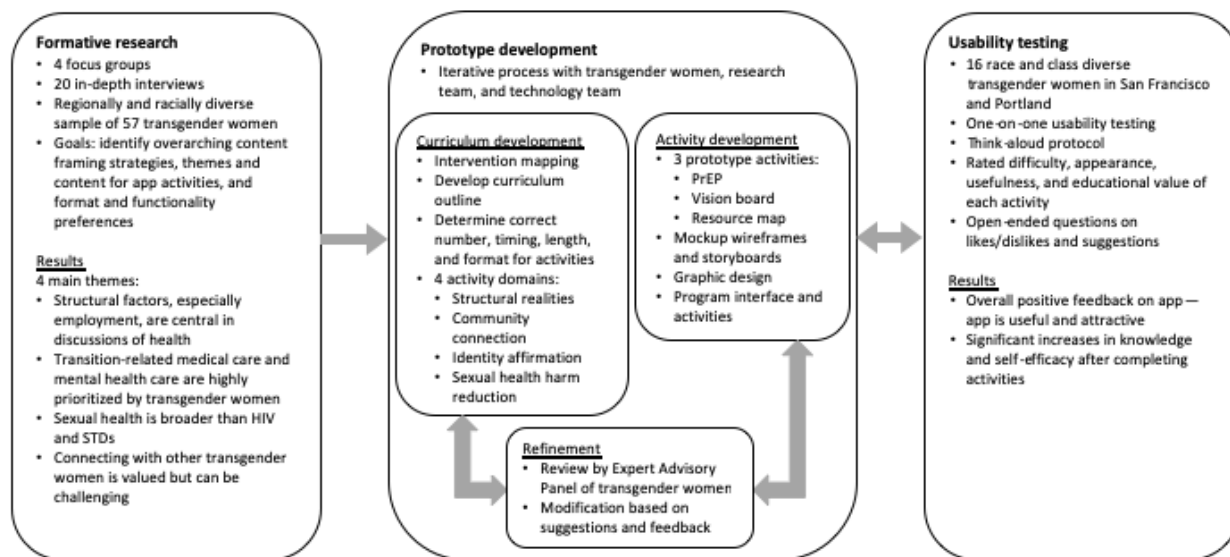 Formative research
• 4 focus groups
• 20 in-depth interviews
• Regionally and racially diverse
sample of 57 transgender women
• Goals: identify overarching content
framing strategies, themes and
content for app activities, and
format and functionality
preferences
Results
4 main themes:
• Structural factors, especially
employment, are central in
discussions of health
• Transition-related medical care and
mental health care are highly
prioritized by transgender women
• Sexual health is broader than HIV
and STDs
• Connecting with other transgender
women is valued but can be
challenging
Prototype development
• Iterative process with transgender women, research
team, and technology team
Curriculum development
• Intervention mapping
• Develop curriculum
outline
• Determine correct
number, timing, length,
and format for activities
• 4 activity domains:
• Structural realities
• Community
connection
• Identity affirmation
• Sexual health harm
reduction
Activity development
• 3 prototype activities:
• PrEP
• Vision board
• Resource map
• Mockup wireframes
and storyboards
• Graphic design
• Program interface and
activities
Refinement
• Review by Expert Advisory
Panel of transgender women
• Modification based on
suggestions and feedback
Usability testing
• 16 race and class diverse
transgender women in San Francisco
and Portland
• One-on-one usability testing
• Think-aloud protocol
• Rated difficulty, appearance,
usefulness, and educational value of
each activity
• Open-ended questions on
likes/dislikes and suggestions
Results
• Overall positive feedback on app—
app is useful and attractive
• Significant increases in knowledge
and self-efficacy after completing
activities